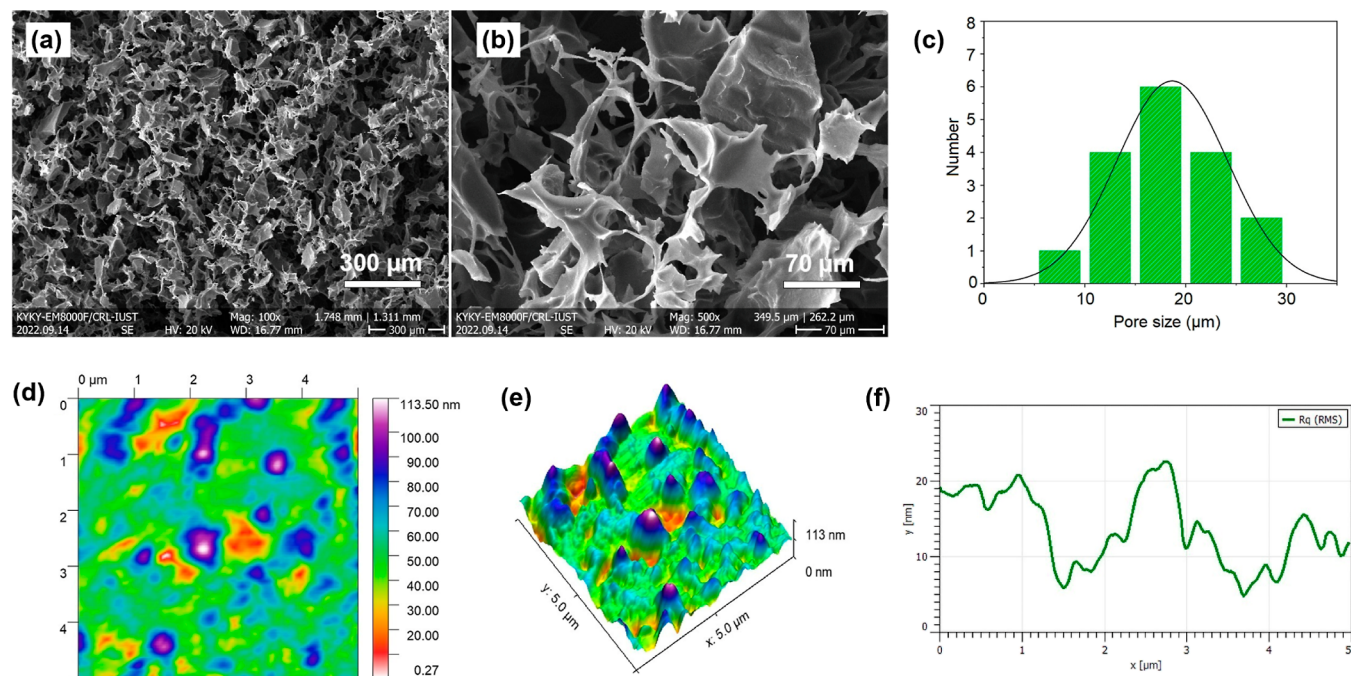 (a)
300 µm
KYKY-EM8000F/CRL-IUST Mag: 100x 1.748 mm | 1.311 mm
2022.09.14 SE HV: 20 kV WD: 16.77 mm 300 µm
(b)
70 µm
KYKY-EM8000F/CRL-IUST Mag: 500x 349.5 µm | 262.2 µm
2022.09.14 SE HV: 20 kV WD: 16.77 mm 70 µm
(c)
8
7
6
5
4
3
2
1
0
Number
0 10 20 30
Pore size (µm)
(d)
0 µm 1 2 3 4
0
1
2
3
4
113.50 nm
100.00
90.00
80.00
70.00
60.00
50.00
40.00
30.00
20.00
0.27
(e)
113 nm
0 nm
y: 5.0 µm
x: 5.0 µm
(f)
Rq (RMS)
30
20
10
0
y [nm]
0 1 2 3 4 5
x [µm]